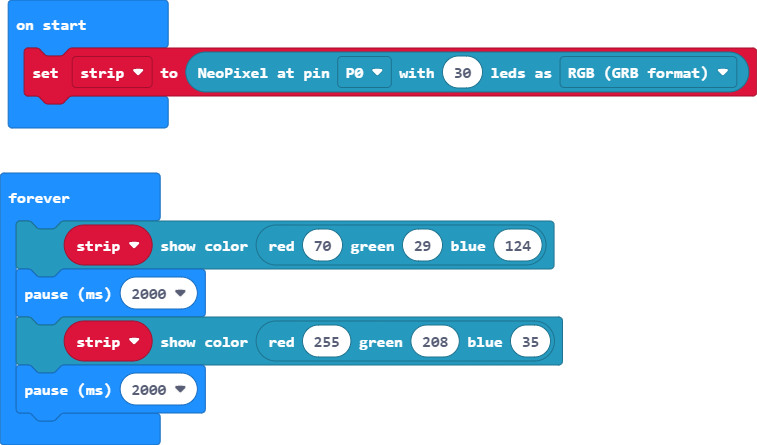 on start
set strip to NeoPixel at pin P0 with 30 leds as RGB (GRB format)
forever
strip show color red 70 green 29 blue 124
pause (ms) 2000
strip show color red 255 green 208 blue 35
pause (ms) 2000